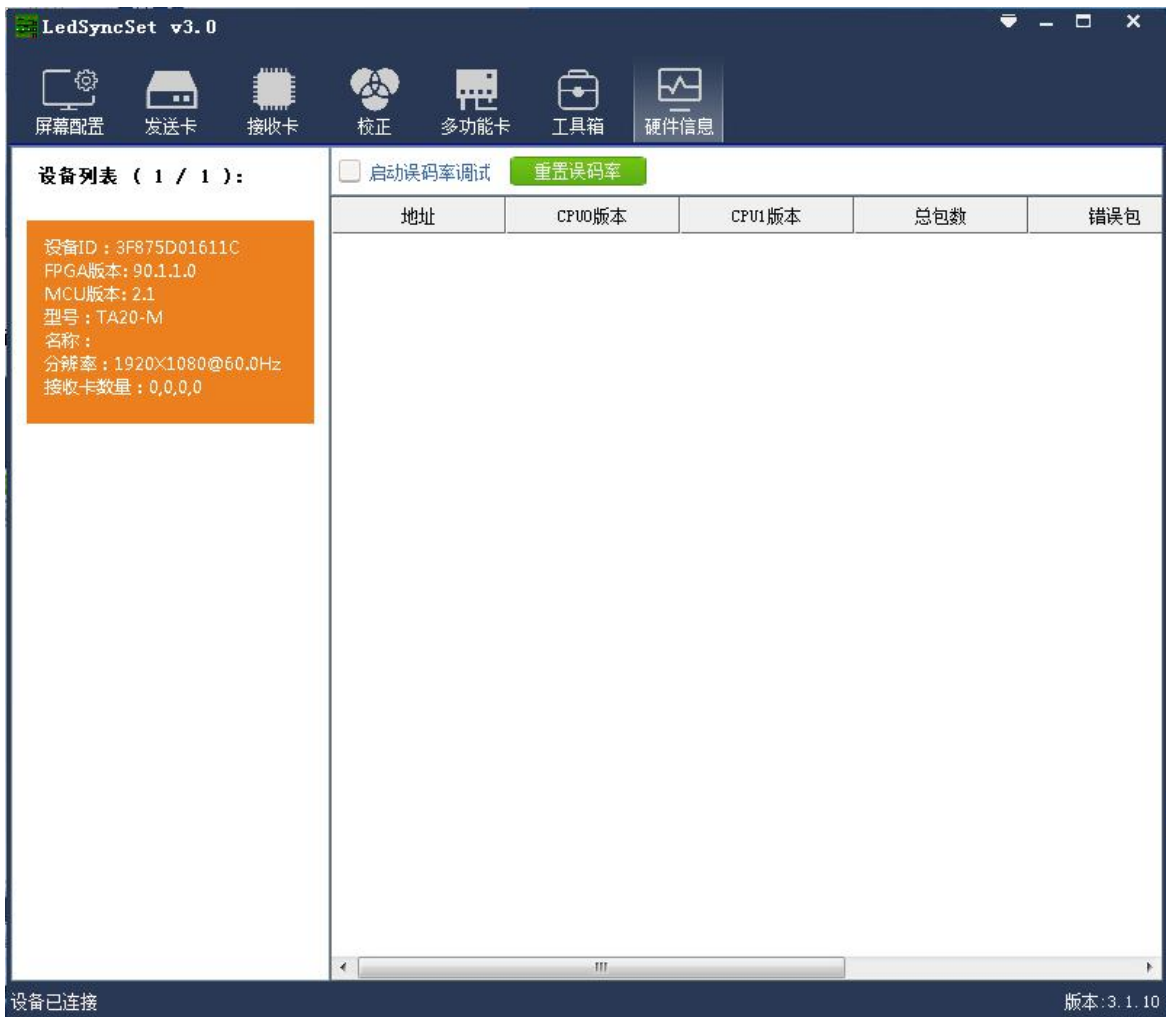 LedSyncSet v3.0
屏幕配置 发送卡 接收卡 校正 多功能卡 工具箱 硬件信息
设备列表 ( 1 / 1 ):
启动误码率调试 重置误码率
地址 CPU0版本 CPU1版本 总包数 错误包
设备ID：3F875D01611C
FPGA版本: 90.1.1.0
MCU版本: 2.1
型号：TA20-M
名称：
分辨率：1920X1080@60.0Hz
接收卡数量：0,0,0,0
设备已连接 版本:3.1.10